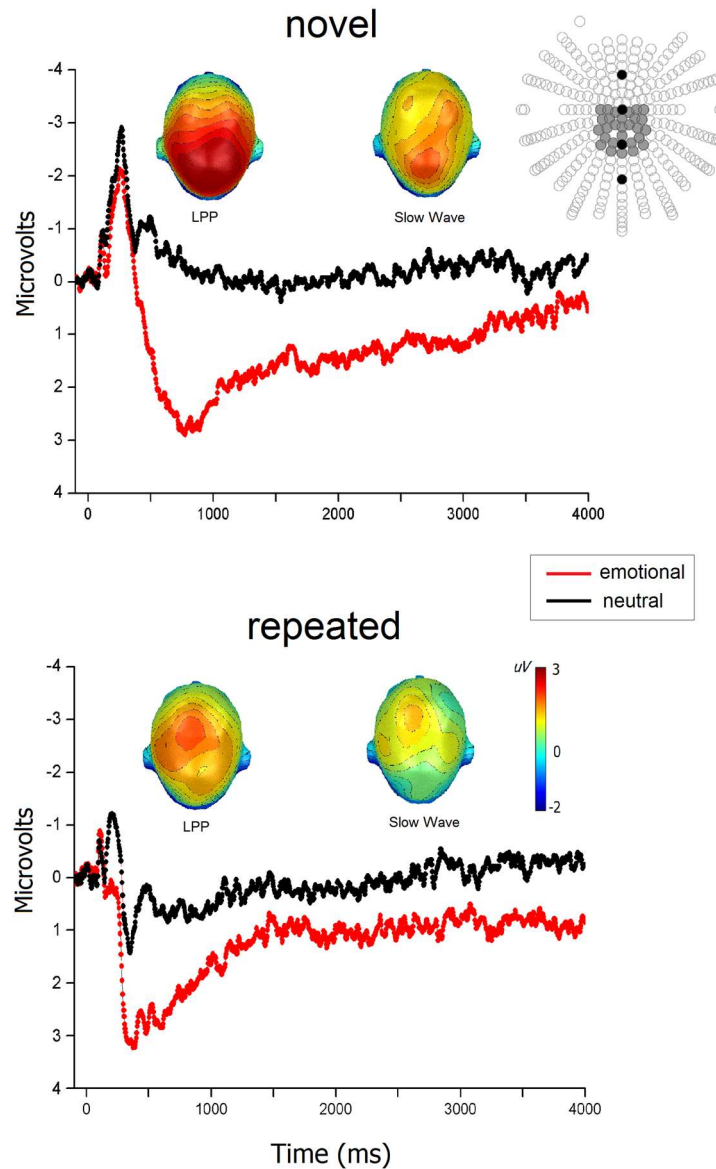 novel
-4
-3
-2
-1
0
1
2
3
4
Microvolts
LPP
Slow Wave
0 1000 2000 3000 4000
emotional
neutral
repeated
-4
-3
-2
-1
0
1
2
3
4
Microvolts
LPP
Slow Wave
uV
3
0
-2
0 1000 2000 3000 4000
Time (ms)